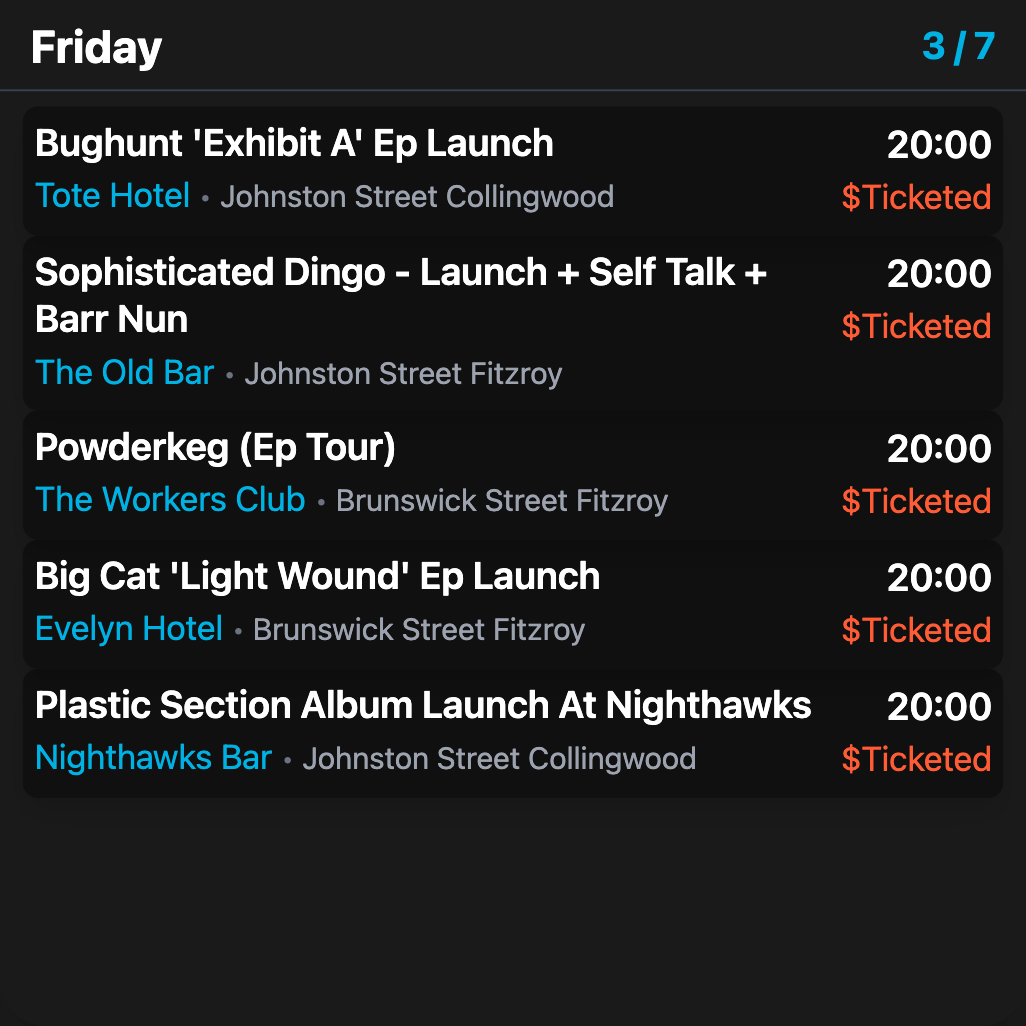 Friday 3 / 7
Bughunt 'Exhibit A' Ep Launch 20:00
Tote Hotel • Johnston Street Collingwood $Ticketed
Sophisticated Dingo - Launch + Self Talk + 20:00
Barr Nun $Ticketed
The Old Bar • Johnston Street Fitzroy
Powderkeg (Ep Tour) 20:00
The Workers Club • Brunswick Street Fitzroy $Ticketed
Big Cat 'Light Wound' Ep Launch 20:00
Evelyn Hotel • Brunswick Street Fitzroy $Ticketed
Plastic Section Album Launch At Nighthawks 20:00
Nighthawks Bar • Johnston Street Collingwood $Ticketed